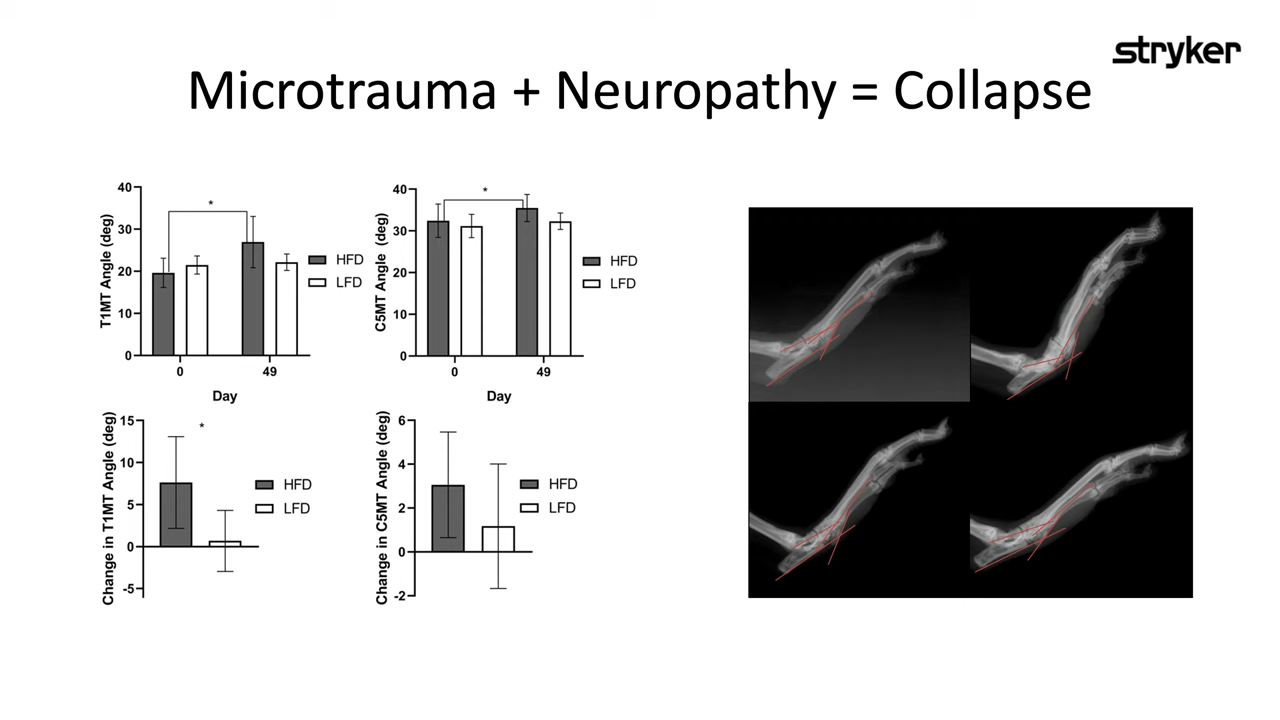 stryker
Microtrauma + Neuropathy = Collapse
T1MT Angle (deg)
40
30
20
10
0
*
0
49
Day
HFD
LFD
C5MT Angle (deg)
40
30
20
10
0
*
0
49
Day
HFD
LFD
Change in T1MT Angle (deg)
15
10
5
0
-5
*
HFD
LFD
Change in C5MT Angle (deg)
6
4
2
0
-2
HFD
LFD